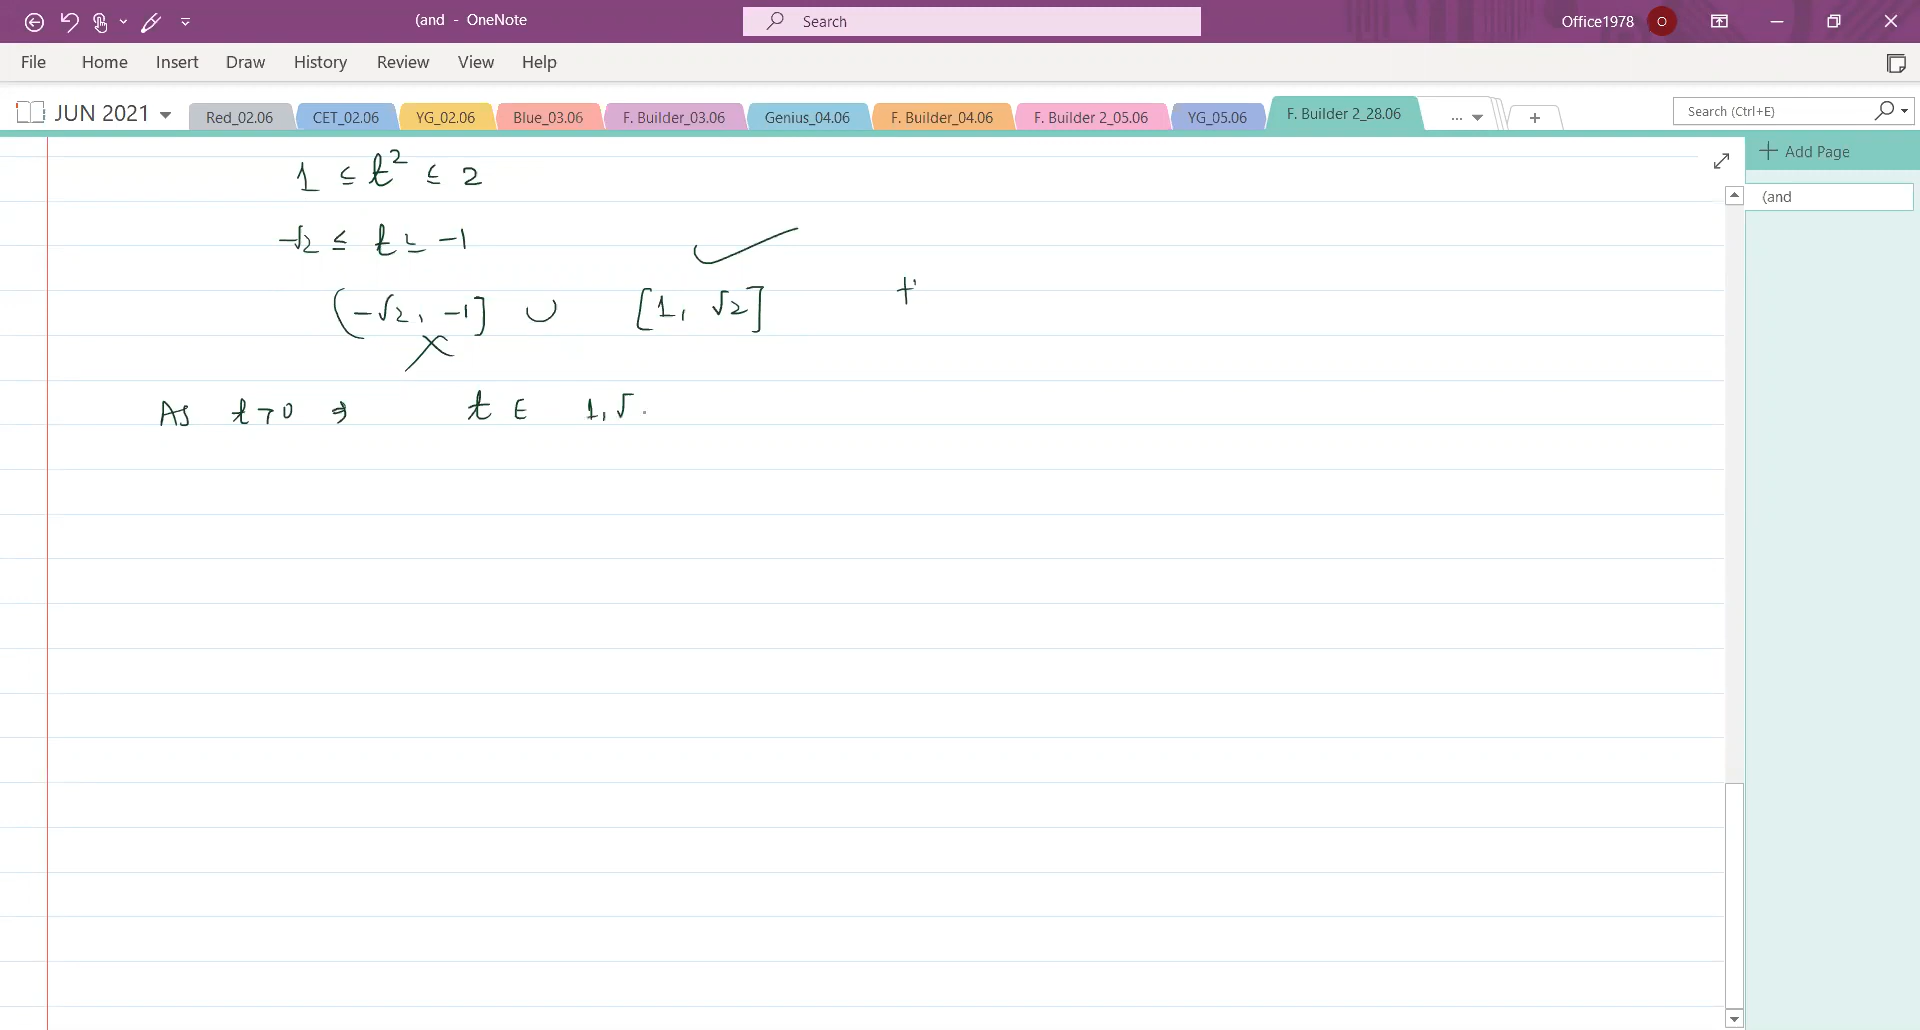 (and - OneNote
Search
Office1978
O
File Home Insert Draw History Review View Help
JUN 2021
Red_02.06 CET_02.06 YG_02.06 Blue_03.06 F. Builder_03.06 Genius_04.06 F. Builder_04.06 F. Builder 2_05.06 YG_05.06 F. Builder 2_28.06 ... +
Search (Ctrl+E)
Add Page
(and
1 ≤ t² ≤ 2
-√2 ≤ t ≥ -1
(-√2, -1] ∪ [1, √2]
+
As t>0 ⇒ t ∈ 1, √